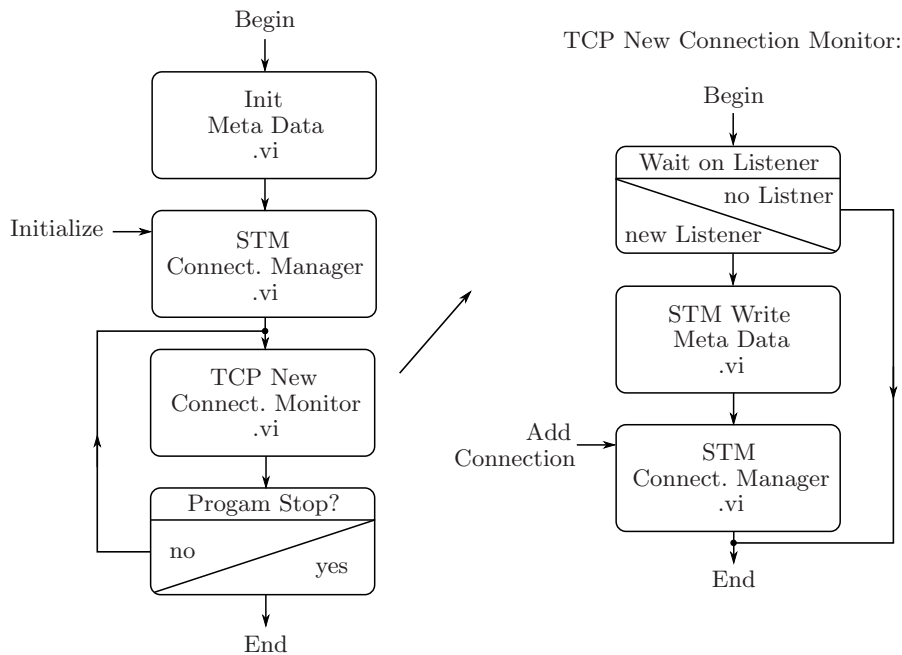 Begin
Init
Meta Data
.vi
Initialize
STM
Connect. Manager
.vi
TCP New
Connect. Monitor
.vi
Progam Stop?
no
yes
End
TCP New Connection Monitor:
Begin
Wait on Listener
no Listner
new Listener
STM Write
Meta Data
.vi
Add
Connection
STM
Connect. Manager
.vi
End